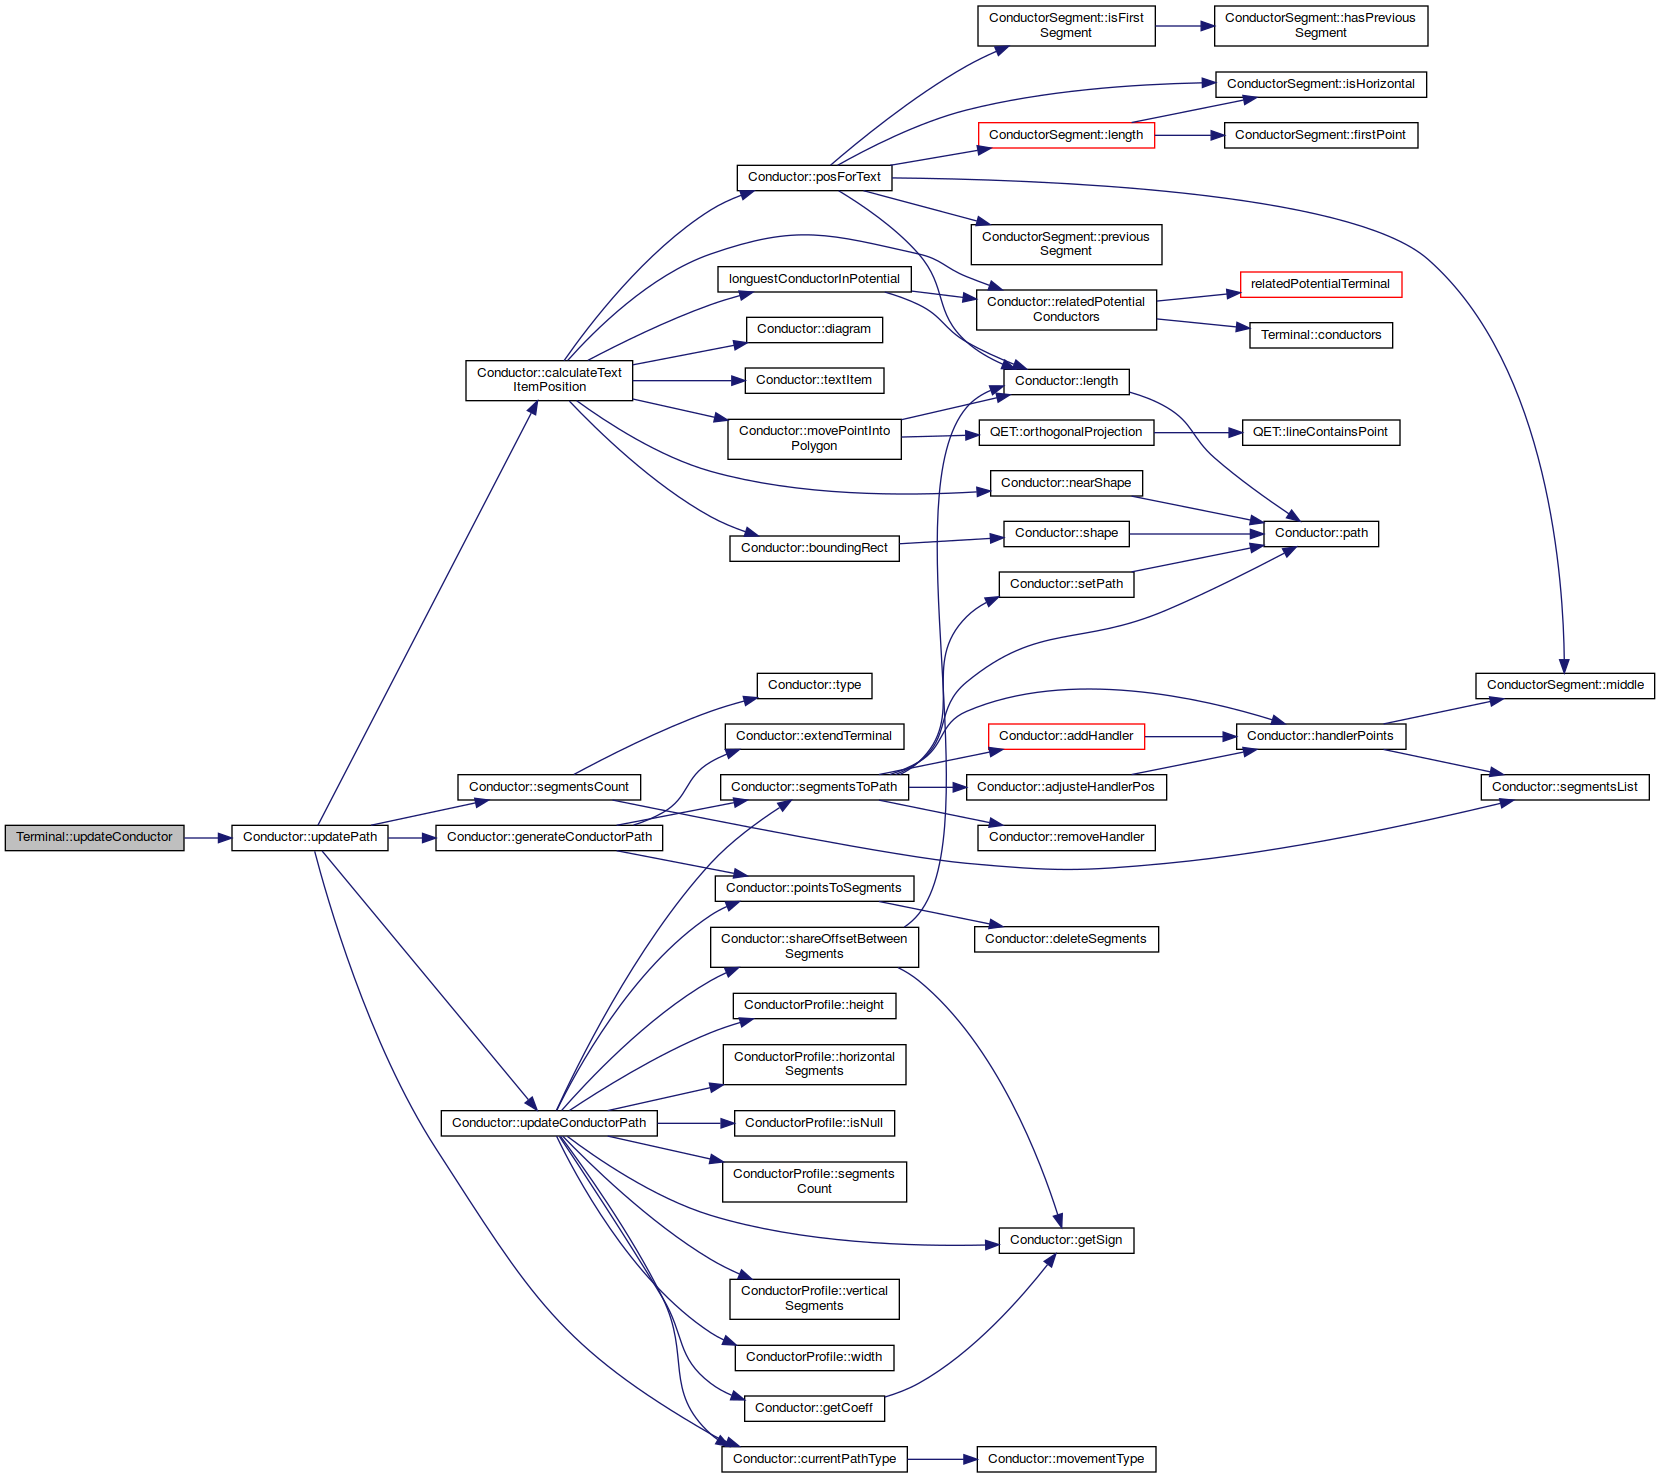 ConductorSegment::isFirst
Segment
ConductorSegment::hasPrevious
Segment
ConductorSegment::isHorizontal
ConductorSegment::length
ConductorSegment::firstPoint
Conductor::posForText
ConductorSegment::previous
Segment
longuestConductorInPotential
Conductor::relatedPotential
Conductors
relatedPotentialTerminal
Terminal::conductors
Conductor::diagram
Conductor::calculateText
ItemPosition
Conductor::textItem
Conductor::length
Conductor::movePointInto
Polygon
QET::orthogonalProjection
QET::lineContainsPoint
Conductor::nearShape
Conductor::boundingRect
Conductor::shape
Conductor::path
Conductor::setPath
Conductor::type
ConductorSegment::middle
Conductor::extendTerminal
Conductor::addHandler
Conductor::handlerPoints
Conductor::segmentsCount
Conductor::segmentsToPath
Conductor::adjusteHandlerPos
Conductor::segmentsList
Terminal::updateConductor
Conductor::updatePath
Conductor::generateConductorPath
Conductor::removeHandler
Conductor::pointsToSegments
Conductor::shareOffsetBetween
Segments
Conductor::deleteSegments
ConductorProfile::height
ConductorProfile::horizontal
Segments
Conductor::updateConductorPath
ConductorProfile::isNull
ConductorProfile::segments
Count
Conductor::getSign
ConductorProfile::vertical
Segments
ConductorProfile::width
Conductor::getCoeff
Conductor::currentPathType
Conductor::movementType